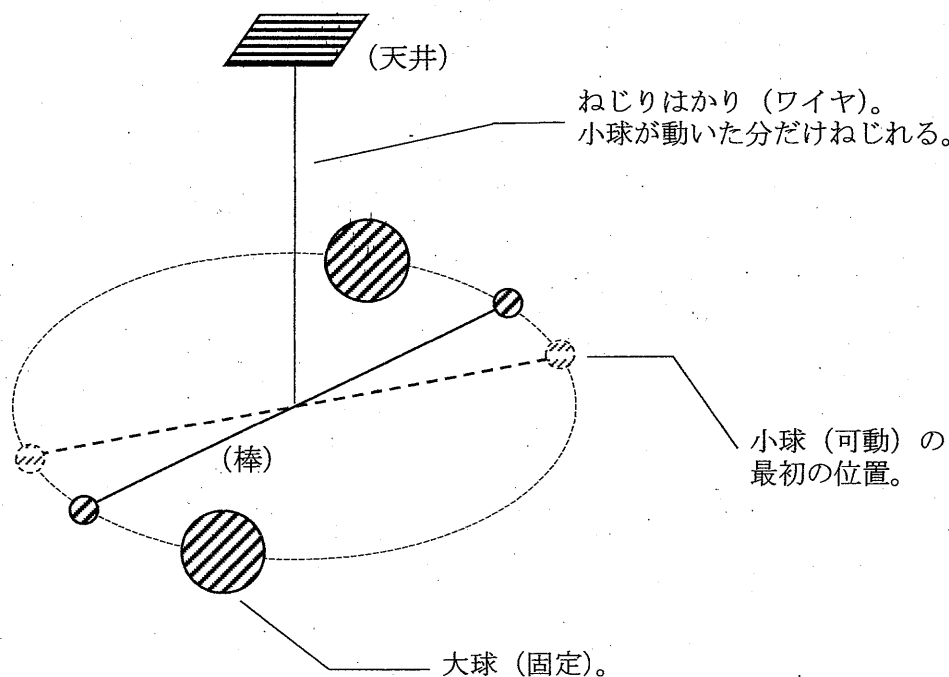 (天井)
ねじりはかり (ワイヤ)。
小球が動いた分だけねじれる。
(棒)
小球 (可動) の
最初の位置。
大球 (固定)。